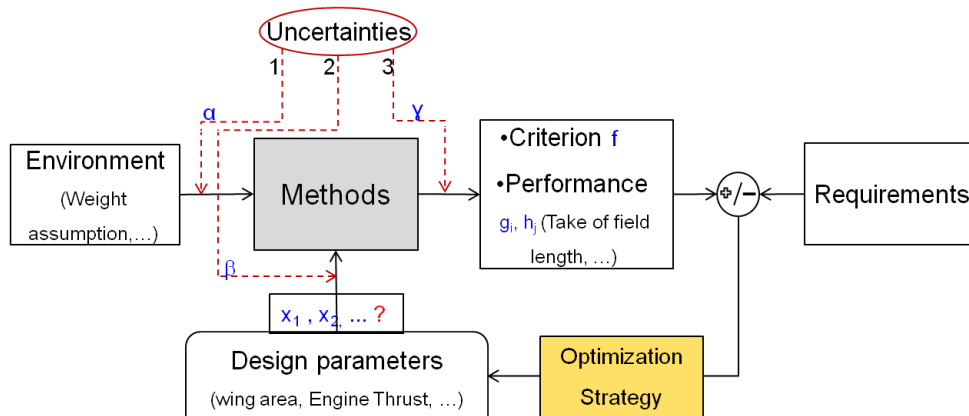 Uncertainties
1 2 3
α
γ
Environment
(Weight
assumption,…)
Methods
•Criterion f
•Performance
gi, hj (Take of field
length, …)
+/−
Requirements
β
x1 , x2, ... ?
Design parameters
(wing area, Engine Thrust, …)
Optimization
Strategy